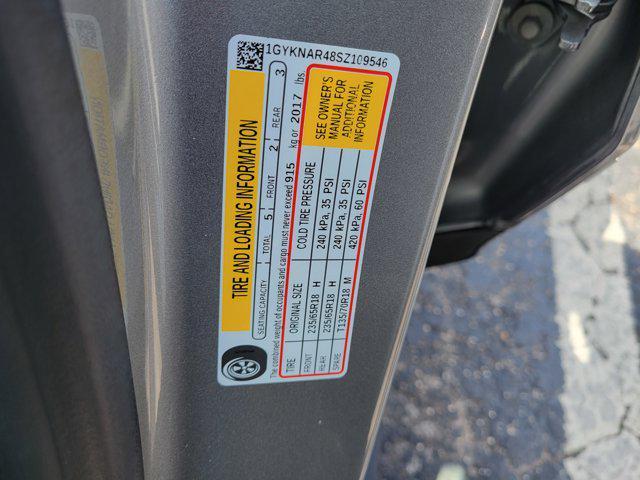 1GYKNAR48SZ109546
TIRE AND LOADING INFORMATION
SEATING CAPACITY TOTAL 5 FRONT 2 REAR 3
The combined weight of occupants and cargo must never exceed 915 kg or 2017 lbs.
TIRE ORIGINAL SIZE COLD TIRE PRESSURE
FRONT 235/65R18 H 240 kPa, 35 PSI
REAR 235/65R18 H 240 kPa, 35 PSI
SPARE T135/70R18 M 420 kPa, 60 PSI
SEE OWNER'S
MANUAL FOR
ADDITIONAL
INFORMATION